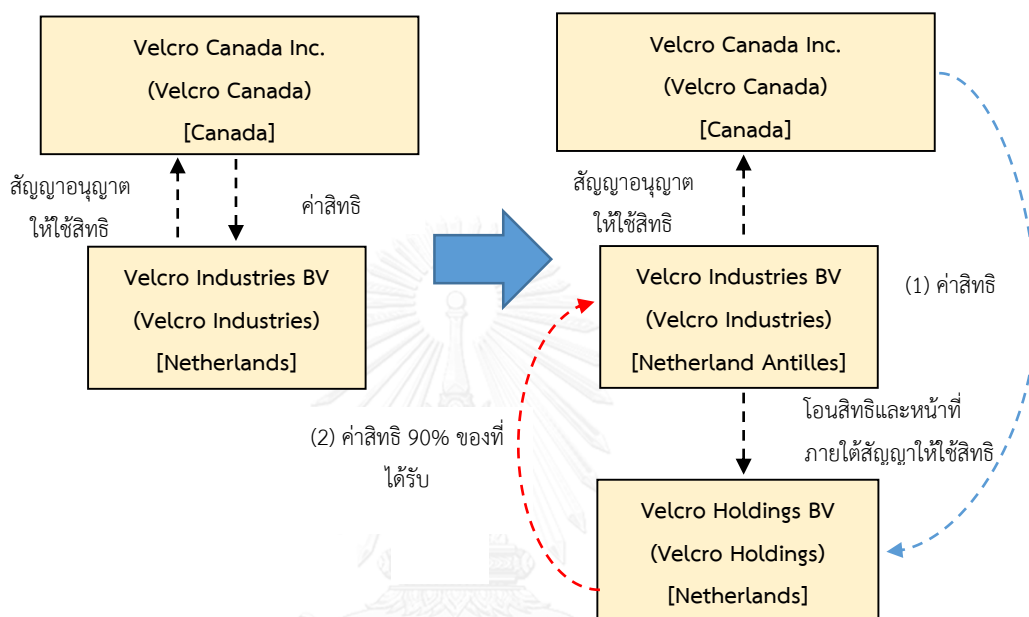 Velcro Canada Inc.
(Velcro Canada)
[Canada]
สัญญาอนุญาต
ให้ใช้สิทธิ
ค่าสิทธิ
Velcro Industries BV
(Velcro Industries)
[Netherlands]
Velcro Canada Inc.
(Velcro Canada)
[Canada]
สัญญาอนุญาต
ให้ใช้สิทธิ
(1) ค่าสิทธิ
Velcro Industries BV
(Velcro Industries)
[Netherland Antilles]
โอนสิทธิและหน้าที่
ภายใต้สัญญาให้ใช้สิทธิ
(2) ค่าสิทธิ 90% ของที่
ได้รับ
Velcro Holdings BV
(Velcro Holdings)
[Netherlands]